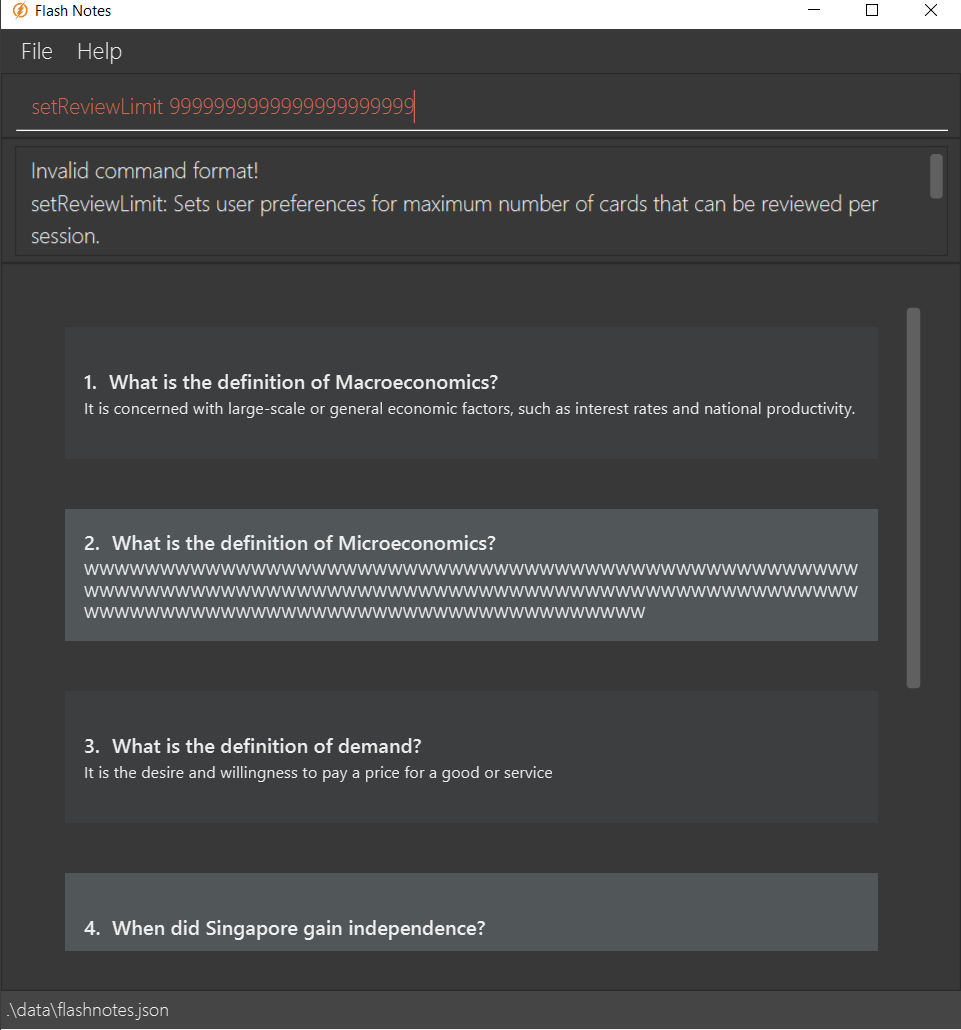 Flash Notes
File Help
setReviewLimit 9999999999999999999999
Invalid command format!
setReviewLimit: Sets user preferences for maximum number of cards that can be reviewed per
session.
1. What is the definition of Macroeconomics?
It is concerned with large-scale or general economic factors, such as interest rates and national productivity.
2. What is the definition of Microeconomics?
WWWWWWWWWWWWWWWWWWWWWWWWWWWWWWWWWWWWWWWWWWWWWWWWWWW
WWWWWWWWWWWWWWWWWWWWWWWWWWWWWWWWWWWWWWWWWWWWWWWWWWW
WWWWWWWWWWWWWWWWWWWWWWWWWWWWWWWWWWWWW
3. What is the definition of demand?
It is the desire and willingness to pay a price for a good or service
4. When did Singapore gain independence?
.\data\flashnotes.json